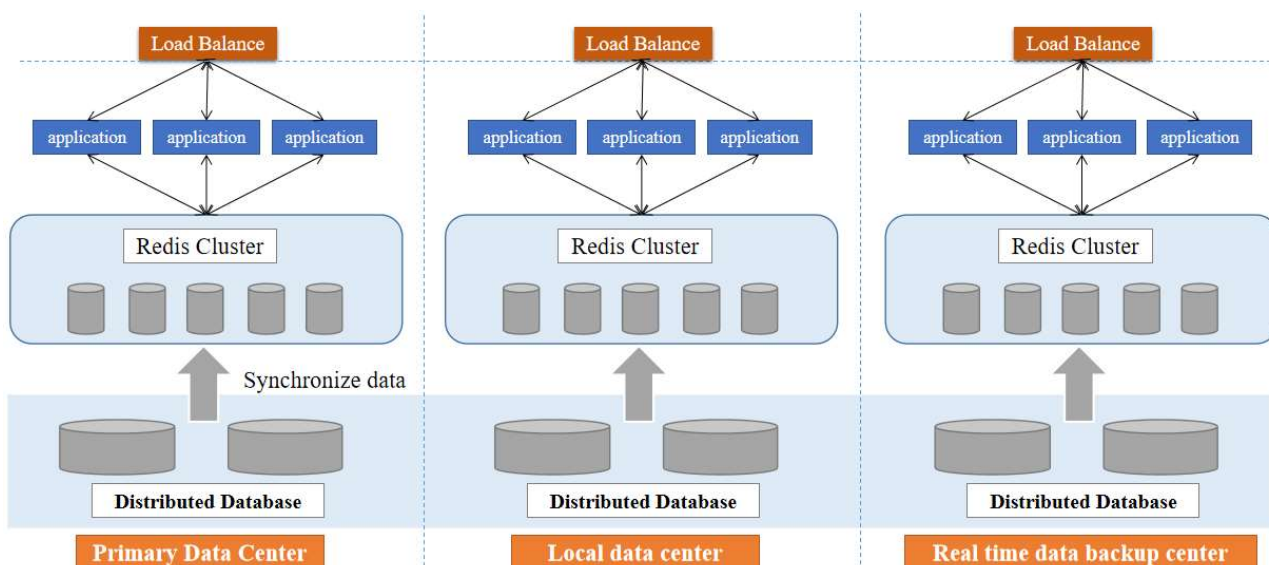 Load Balance
Load Balance
Load Balance
application
application
application
application
application
application
application
application
application
Redis Cluster
Redis Cluster
Redis Cluster
Synchronize data
Distributed Database
Distributed Database
Distributed Database
Primary Data Center
Local data center
Real time data backup center